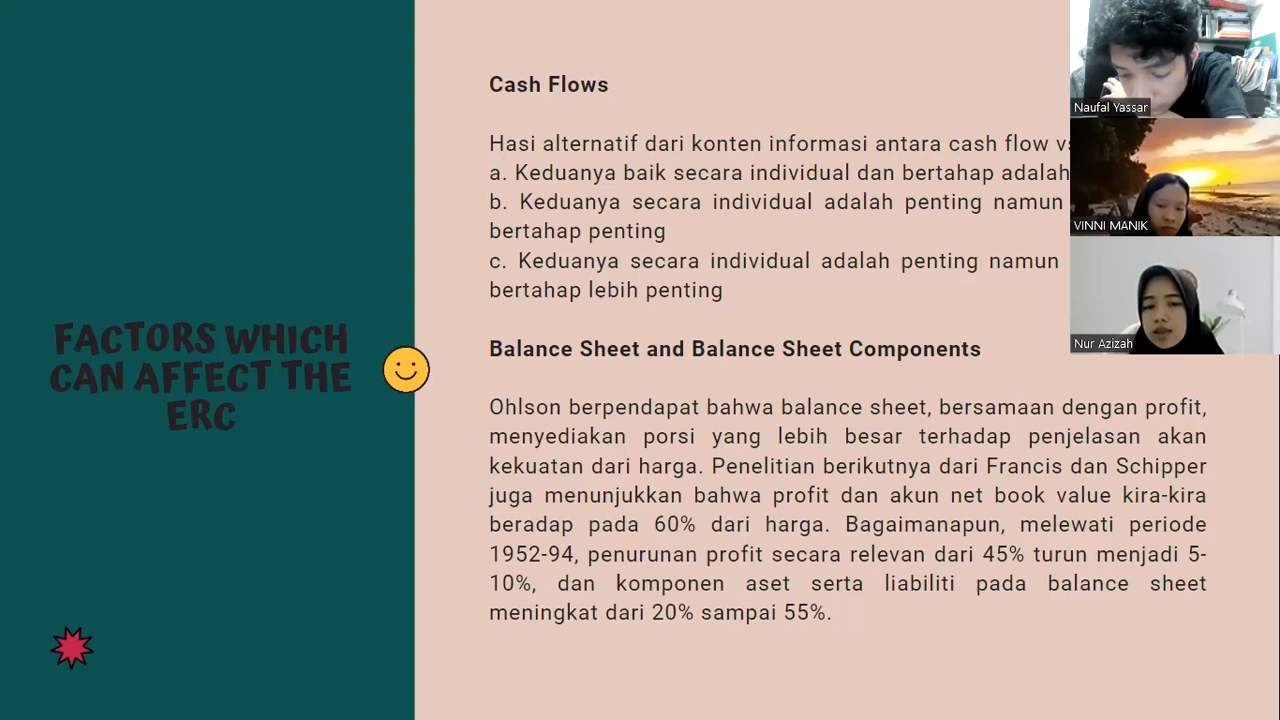 FACTORS WHICH
CAN AFFECT THE
ERC
Cash Flows
Hasi alternatif dari konten informasi antara cash flow vs
a. Keduanya baik secara individual dan bertahap adalah
b. Keduanya secara individual adalah penting namun
bertahap penting
c. Keduanya secara individual adalah penting namun
bertahap lebih penting
Balance Sheet and Balance Sheet Components
Ohlson berpendapat bahwa balance sheet, bersamaan dengan profit,
menyediakan porsi yang lebih besar terhadap penjelasan akan
kekuatan dari harga. Penelitian berikutnya dari Francis dan Schipper
juga menunjukkan bahwa profit dan akun net book value kira-kira
beradap pada 60% dari harga. Bagaimanapun, melewati periode
1952-94, penurunan profit secara relevan dari 45% turun menjadi 5-
10%, dan komponen aset serta liabiliti pada balance sheet
meningkat dari 20% sampai 55%.
Naufal Yassar
VINNI MANIK
Nur Azizah